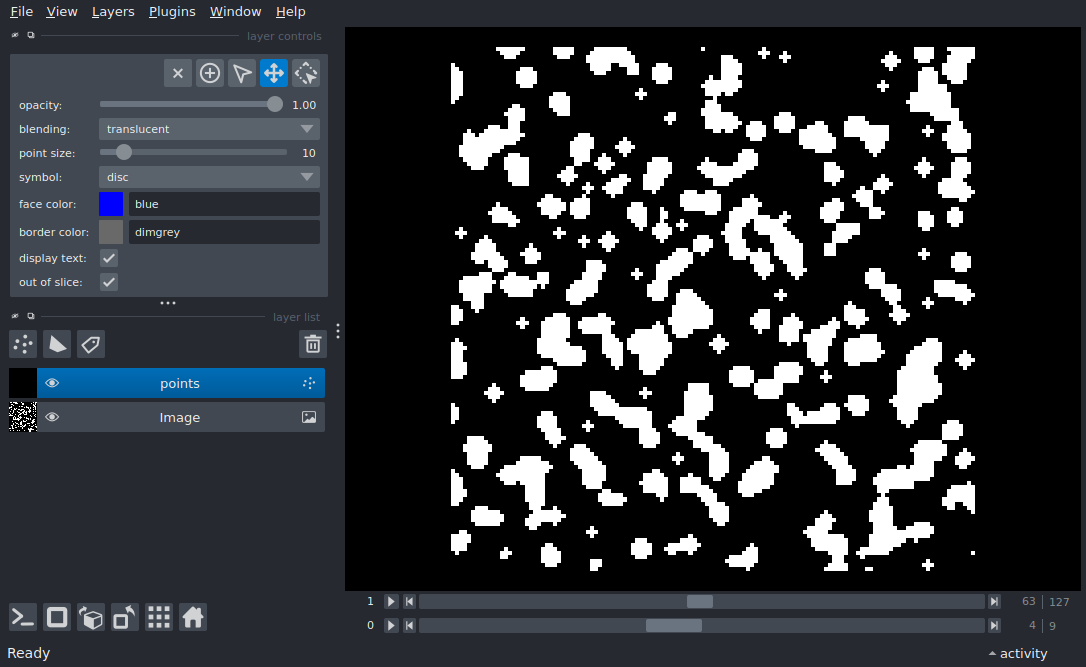 File View Layers Plugins Window Help
layer controls
opacity: 1.00
blending: translucent
point size: 10
symbol: disc
face color: blue
border color: dimgrey
display text:
out of slice:
layer list
points
Image
1 63 127
0 4 9
Ready activity